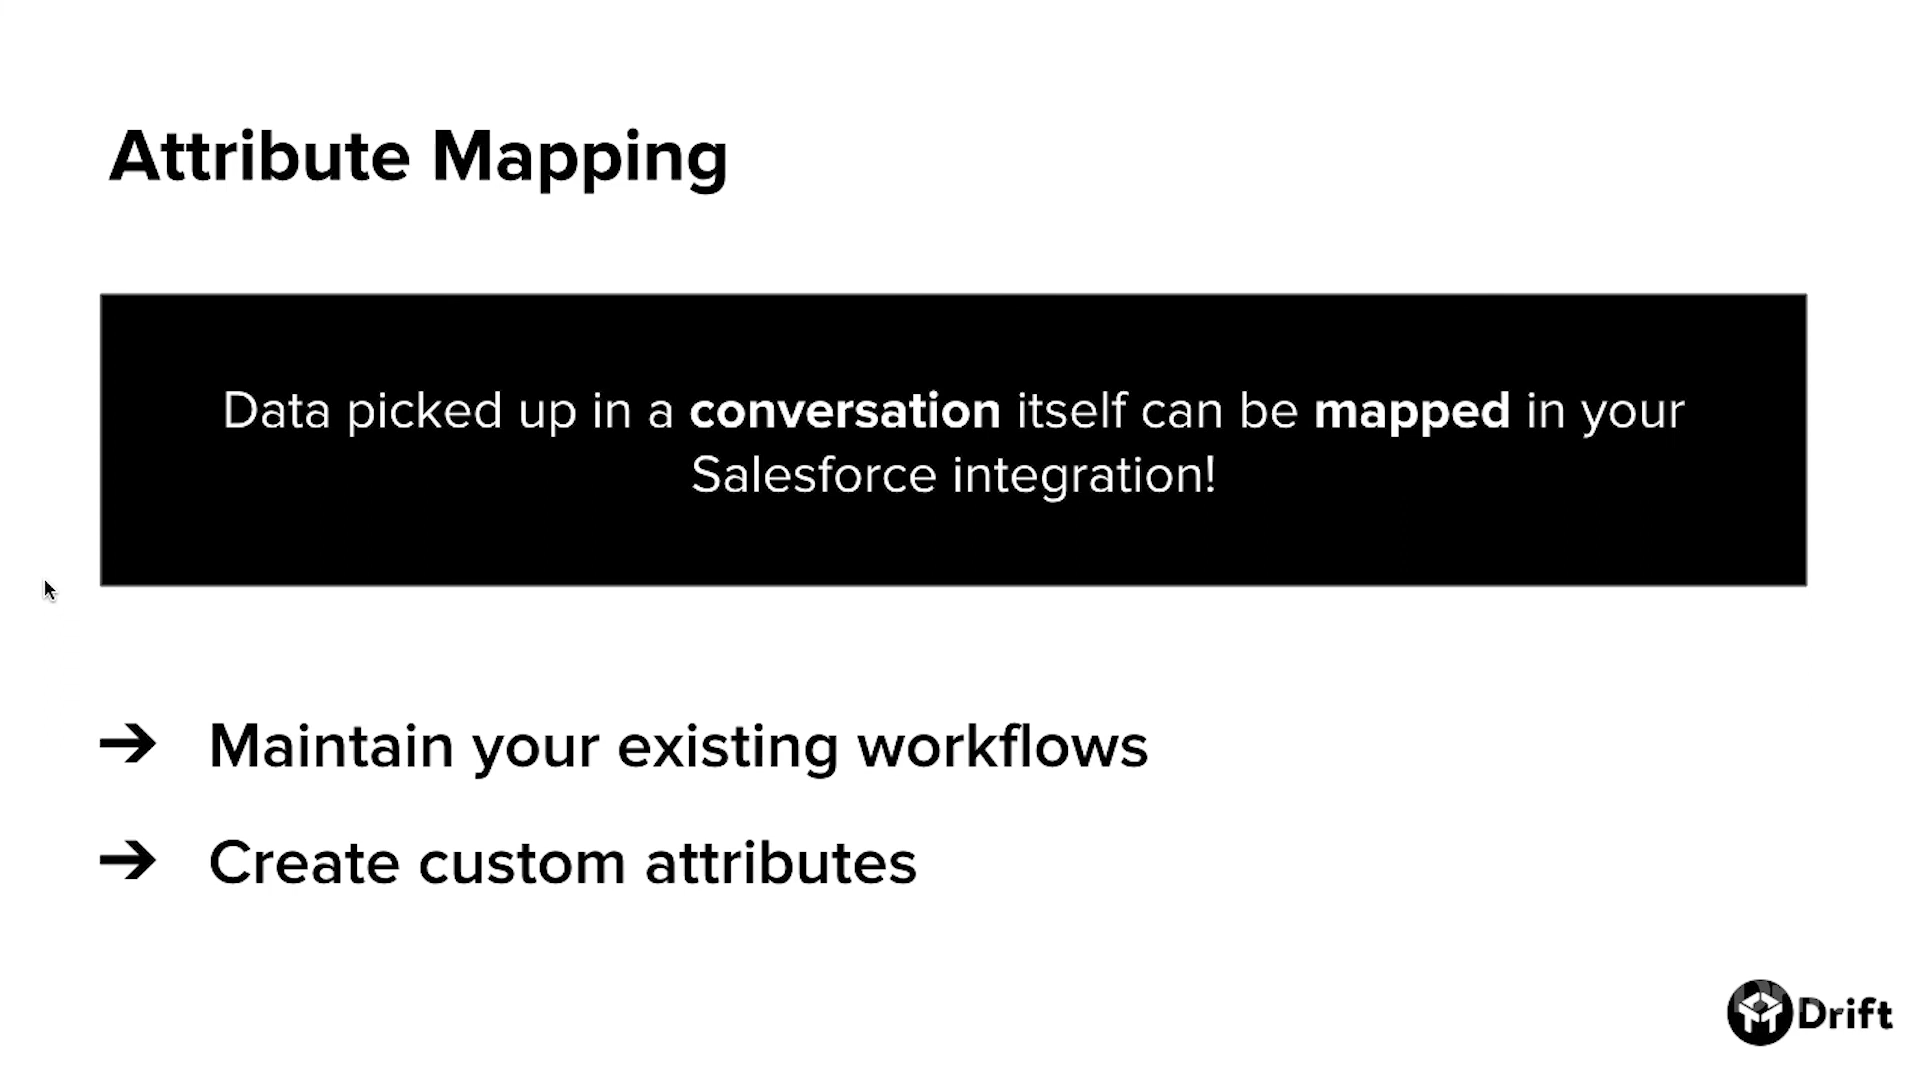 Attribute Mapping
Data picked up in a conversation itself can be mapped in your
Salesforce integration!
➔ Maintain your existing workflows
➔ Create custom attributes
Drift